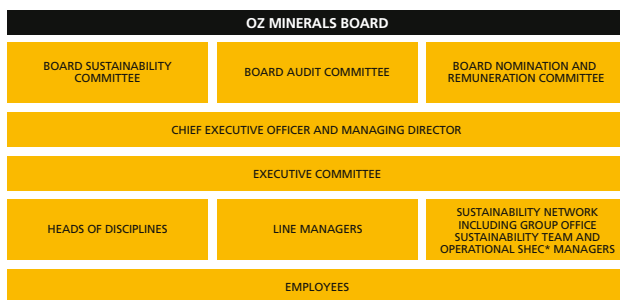 OZ MINERALS BOARD
BOARD SUSTAINABILITY
COMMITTEE
BOARD AUDIT COMMITTEE
BOARD NOMINATION AND
REMUNERATION COMMITTEE
CHIEF EXECUTIVE OFFICER AND MANAGING DIRECTOR
EXECUTIVE COMMITTEE
HEADS OF DISCIPLINES
LINE MANAGERS
SUSTAINABILITY NETWORK
INCLUDING GROUP OFFICE
SUSTAINABILITY TEAM AND
OPERATIONAL SHEC* MANAGERS
EMPLOYEES